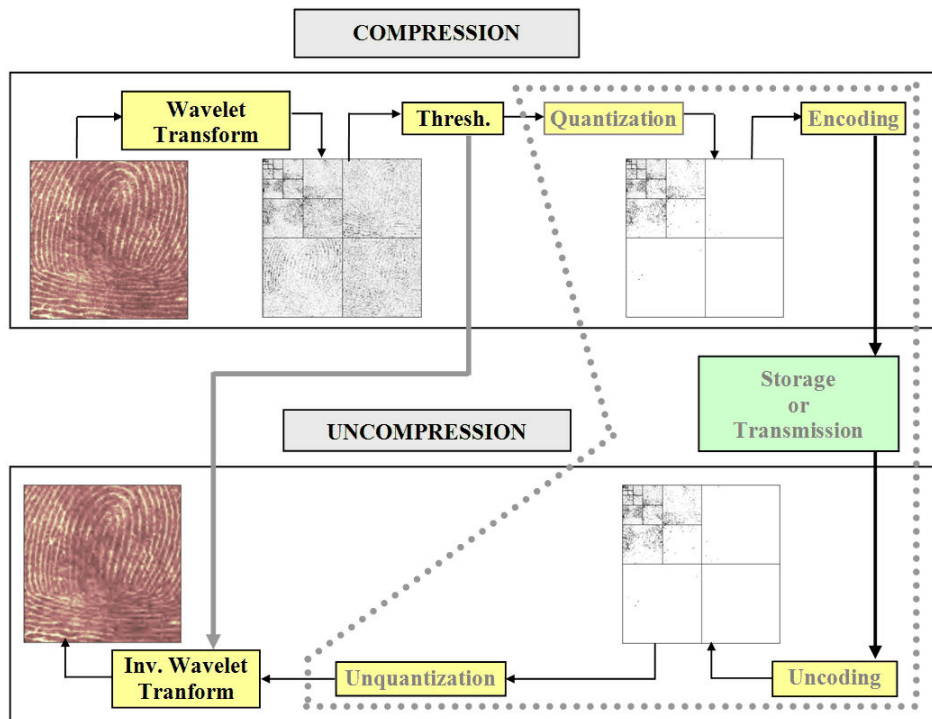 COMPRESSION
Wavelet
Transform
Thresh.
Quantization
Encoding
Storage
or
Transmission
UNCOMPRESSION
Inv. Wavelet
Tranform
Unquantization
Uncoding